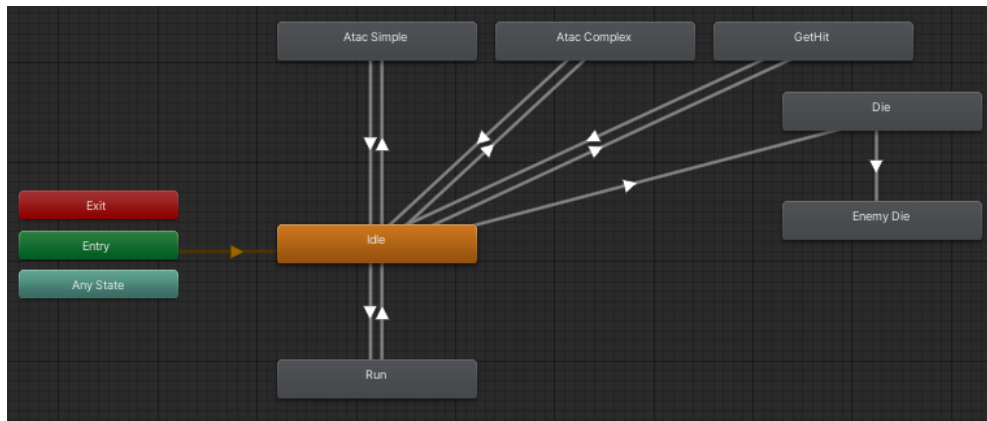 Atac Simple
Atac Complex
GetHit
Die
Exit
Entry
Idle
Enemy Die
Any State
Run